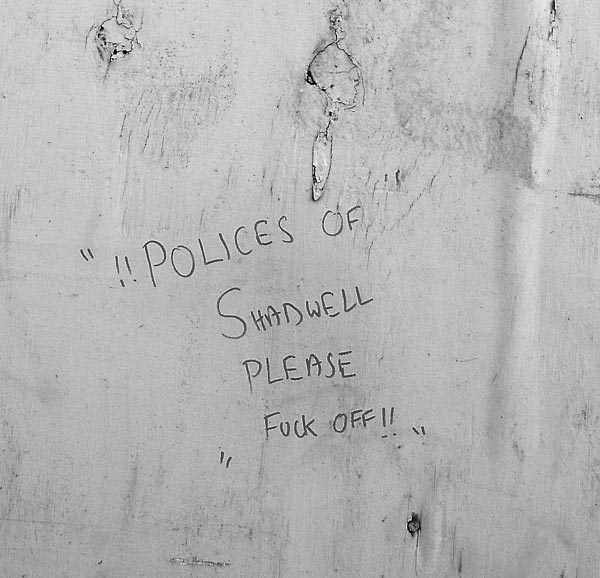 " !!POLICES OF
SHADWELL
PLEASE
FUCK OFF!! "
"